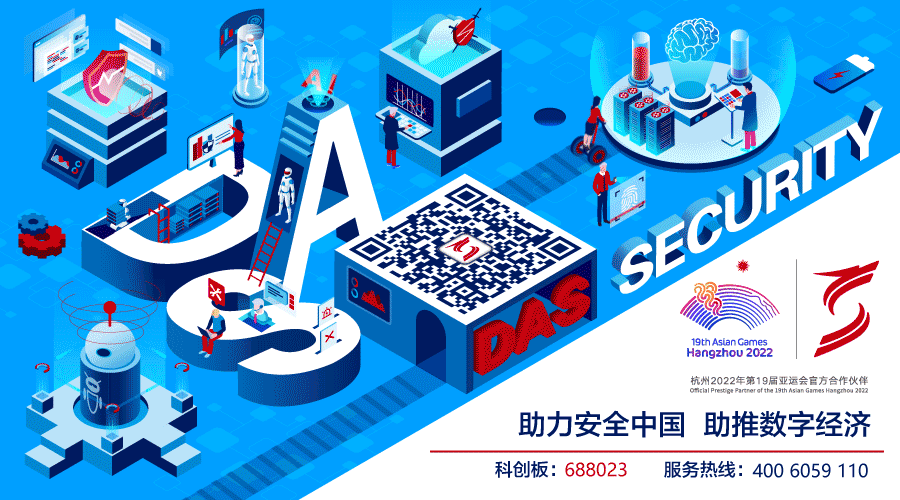 DAS
DAS
SECURITY
19th Asian Games
Hangzhou 2022
杭州2022年第19届亚运会官方合作伙伴
Official Prestige Partner of the 19th Asian Games Hangzhou 2022
助力安全中国 助推数字经济
科创板：688023 服务热线：400 6059 110